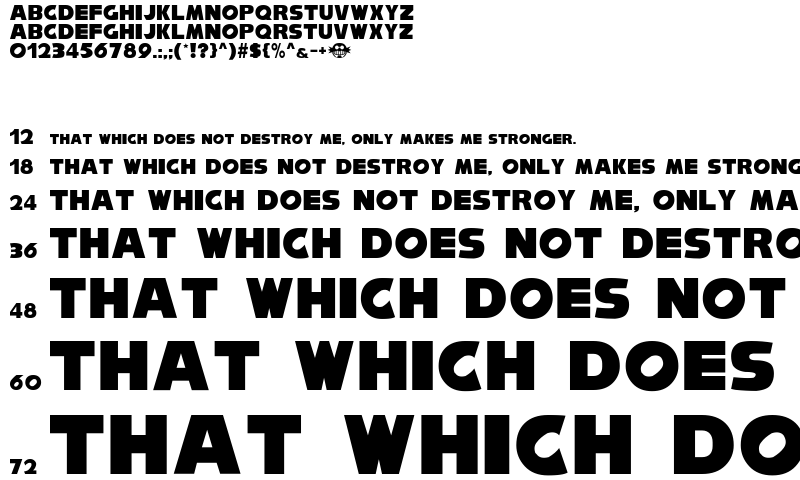 ABCDEFGHIJKLMNOPQRSTUVWXYZ
ABCDEFGHIJKLMNOPQRSTUVWXYZ
0123456789.:,;(*!?}^)#${%^&-+
12 THAT WHICH DOES NOT DESTROY ME, ONLY MAKES ME STRONGER.
18 THAT WHICH DOES NOT DESTROY ME, ONLY MAKES ME STRONG
24 THAT WHICH DOES NOT DESTROY ME, ONLY MA
36 THAT WHICH DOES NOT DESTRO
48 THAT WHICH DOES NOT
60 THAT WHICH DOES
72 THAT WHICH DO